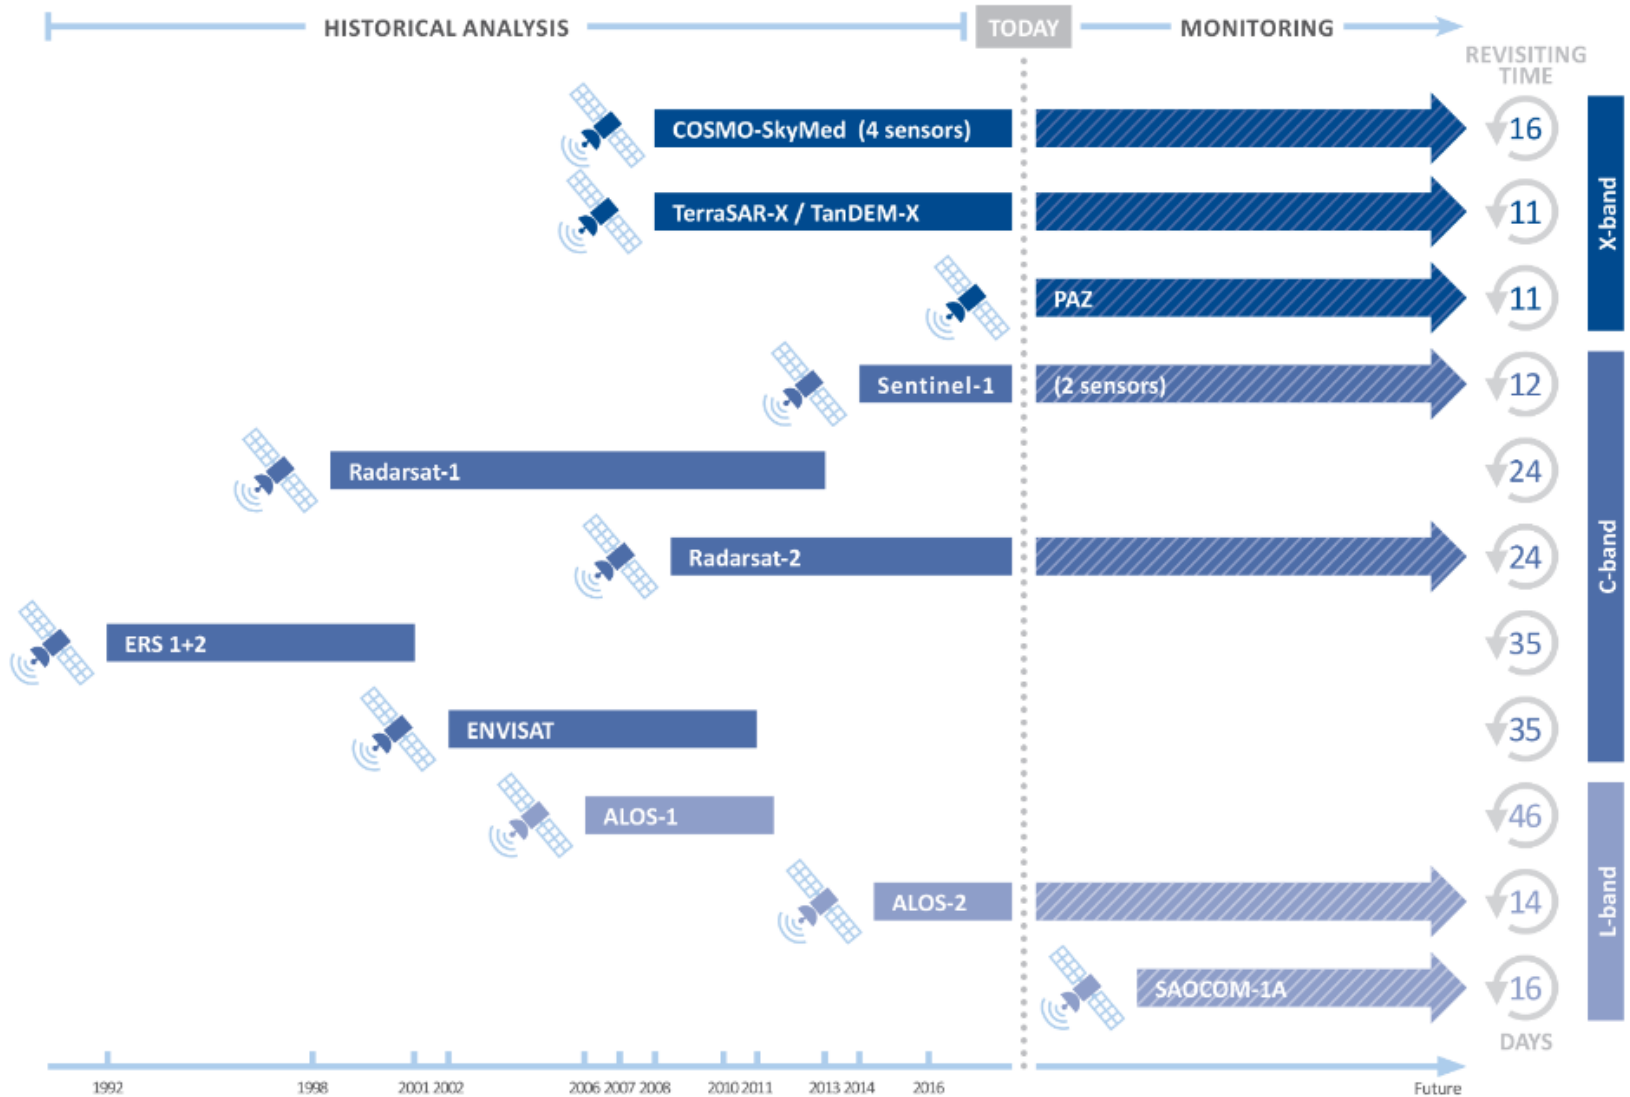 HISTORICAL ANALYSIS
TODAY
MONITORING
REVISITING
TIME
COSMO-SkyMed (4 sensors)
16
TerraSAR-X / TanDEM-X
11
X-band
PAZ
11
Sentinel-1
(2 sensors)
12
Radarsat-1
24
Radarsat-2
24
C-band
ERS 1+2
35
ENVISAT
35
ALOS-1
46
ALOS-2
14
L-band
SAOCOM-1A
16
DAYS
1992 1998 2001 2002 2006 2007 2008 2010 2011 2013 2014 2016 Future